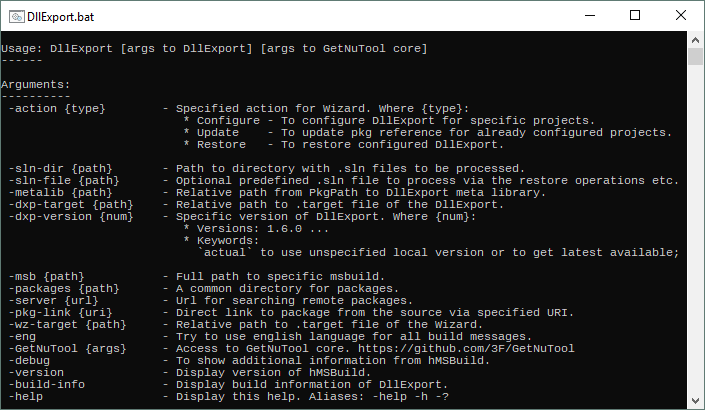 DllExport.bat
Usage: DllExport [args to DllExport] [args to GetNuTool core]
------
Arguments:
----------
-action {type} - Specified action for Wizard. Where {type}:
* Configure - To configure DllExport for specific projects.
* Update - To update pkg reference for already configured projects.
* Restore - To restore configured DllExport.
-sln-dir {path} - Path to directory with .sln files to be processed.
-sln-file {path} - Optional predefined .sln file to process via the restore operations etc.
-metalib {path} - Relative path from PkgPath to DllExport meta library.
-dxp-target {path} - Relative path to .target file of the DllExport.
-dxp-version {num} - Specific version of DllExport. Where {num}:
* Versions: 1.6.0 ...
* Keywords:
`actual` to use unspecified local version or to get latest available;
-msb {path} - Full path to specific msbuild.
-packages {path} - A common directory for packages.
-server {url} - Url for searching remote packages.
-pkg-link {uri} - Direct link to package from the source via specified URI.
-wz-target {path} - Relative path to .target file of the Wizard.
-eng - Try to use english language for all build messages.
-GetNuTool {args} - Access to GetNuTool core. https://github.com/3F/GetNuTool
-debug - To show additional information from hMSBuild.
-version - Display version of hMSBuild.
-build-info - Display build information of DllExport.
-help - Display this help. Aliases: -help -h -?